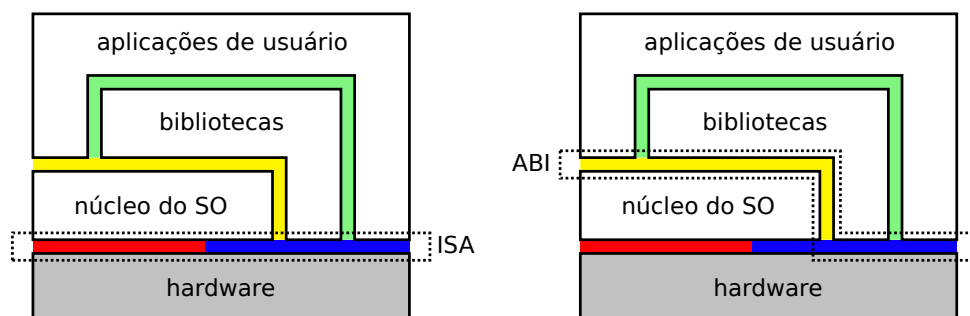 aplicações de usuário
bibliotecas
núcleo do SO
ISA
hardware
aplicações de usuário
bibliotecas
ABI
núcleo do SO
hardware